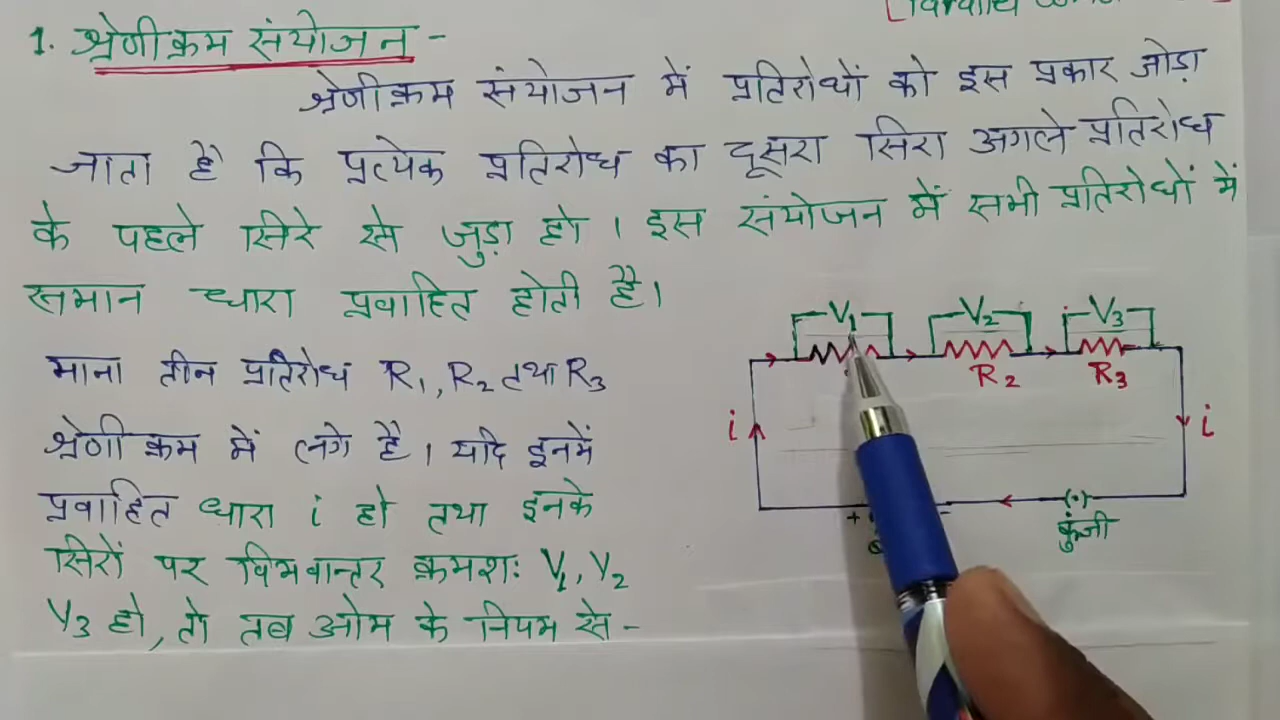 1. श्रेणीक्रम संयोजन -
श्रेणीक्रम संयोजन में प्रतिरोधों को इस प्रकार जोड़ा
जाता है कि प्रत्येक प्रतिरोध का दूसरा सिरा अगले प्रतिरोध
के पहले सिरे से जुड़ा हो । इस संयोजन में सभी प्रतिरोधों में
समान धारा प्रवाहित होती है।
माना तीन प्रतिरोध R₁, R₂ तथा R₃
श्रेणी क्रम में लगे है । यदि इनमें
प्रवाहित धारा i हो तथा इनके
सिरों पर विभवान्तर क्रमशः V₁, V₂
V₃ हो, तो तब ओम के नियम से -
V₁ V₂ V₃
R₂ R₃
i i
+ -
कुंजी